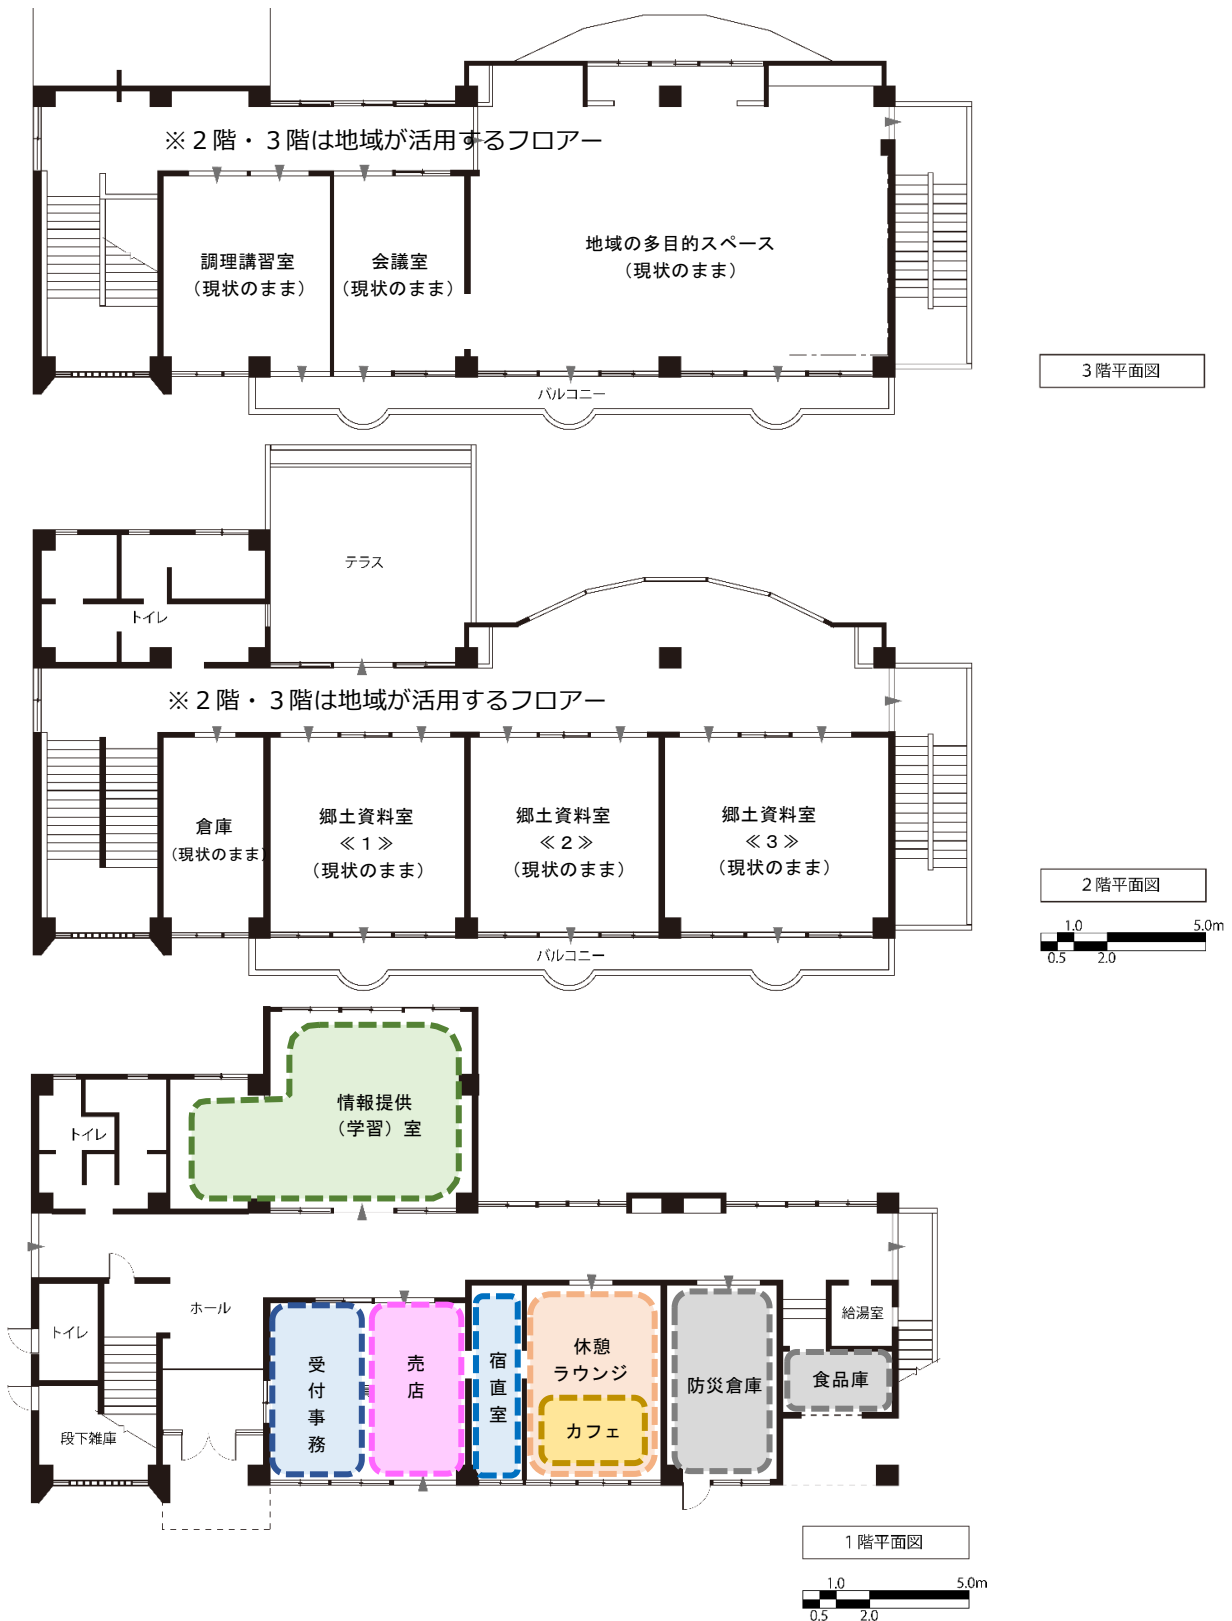 ※２階・３階は地域が活用するフロアー
調理講習室
（現状のまま）
会議室
（現状のまま）
地域の多目的スペース
（現状のまま）
バルコニー
３階平面図
テラス
トイレ
※２階・３階は地域が活用するフロアー
倉庫
（現状のまま）
郷土資料室
≪１≫
（現状のまま）
郷土資料室
≪２≫
（現状のまま）
郷土資料室
≪３≫
（現状のまま）
バルコニー
２階平面図
1.0 5.0m
0.5 2.0
情報提供
（学習）室
トイレ
ホール
トイレ
段下雑庫
受付事務
売店
宿直室
休憩
ラウンジ
カフェ
防災倉庫
給湯室
食品庫
１階平面図
1.0 5.0m
0.5 2.0